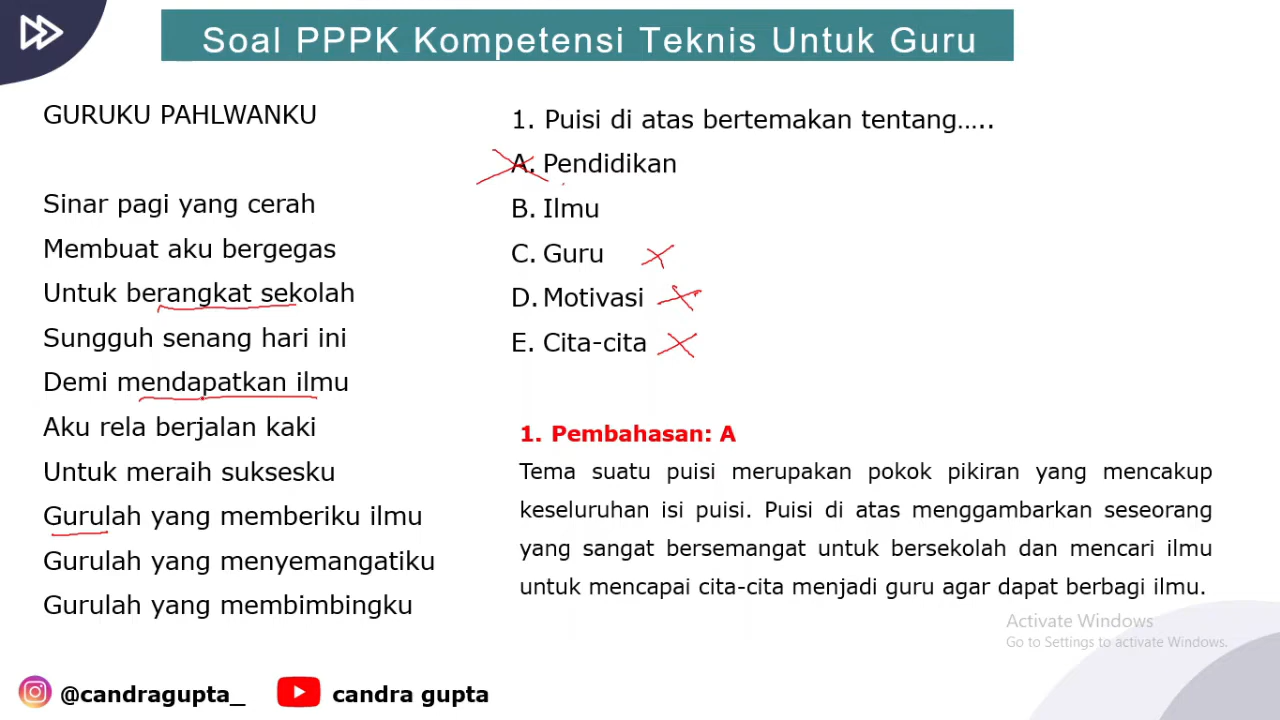 Soal PPPK Kompetensi Teknis Untuk Guru
GURUKU PAHLWANKU
Sinar pagi yang cerah
Membuat aku bergegas
Untuk berangkat sekolah
Sungguh senang hari ini
Demi mendapatkan ilmu
Aku rela berjalan kaki
Untuk meraih suksesku
Gurulah yang memberiku ilmu
Gurulah yang menyemangatiku
Gurulah yang membimbingku
1. Puisi di atas bertemakan tentang…..
A. Pendidikan
B. Ilmu
C. Guru
D. Motivasi
E. Cita-cita
1. Pembahasan: A
Tema suatu puisi merupakan pokok pikiran yang mencakup
keseluruhan isi puisi. Puisi di atas menggambarkan seseorang
yang sangat bersemangat untuk bersekolah dan mencari ilmu
untuk mencapai cita-cita menjadi guru agar dapat berbagi ilmu.
Activate Windows
Go to Settings to activate Windows.
@candragupta_
candra gupta